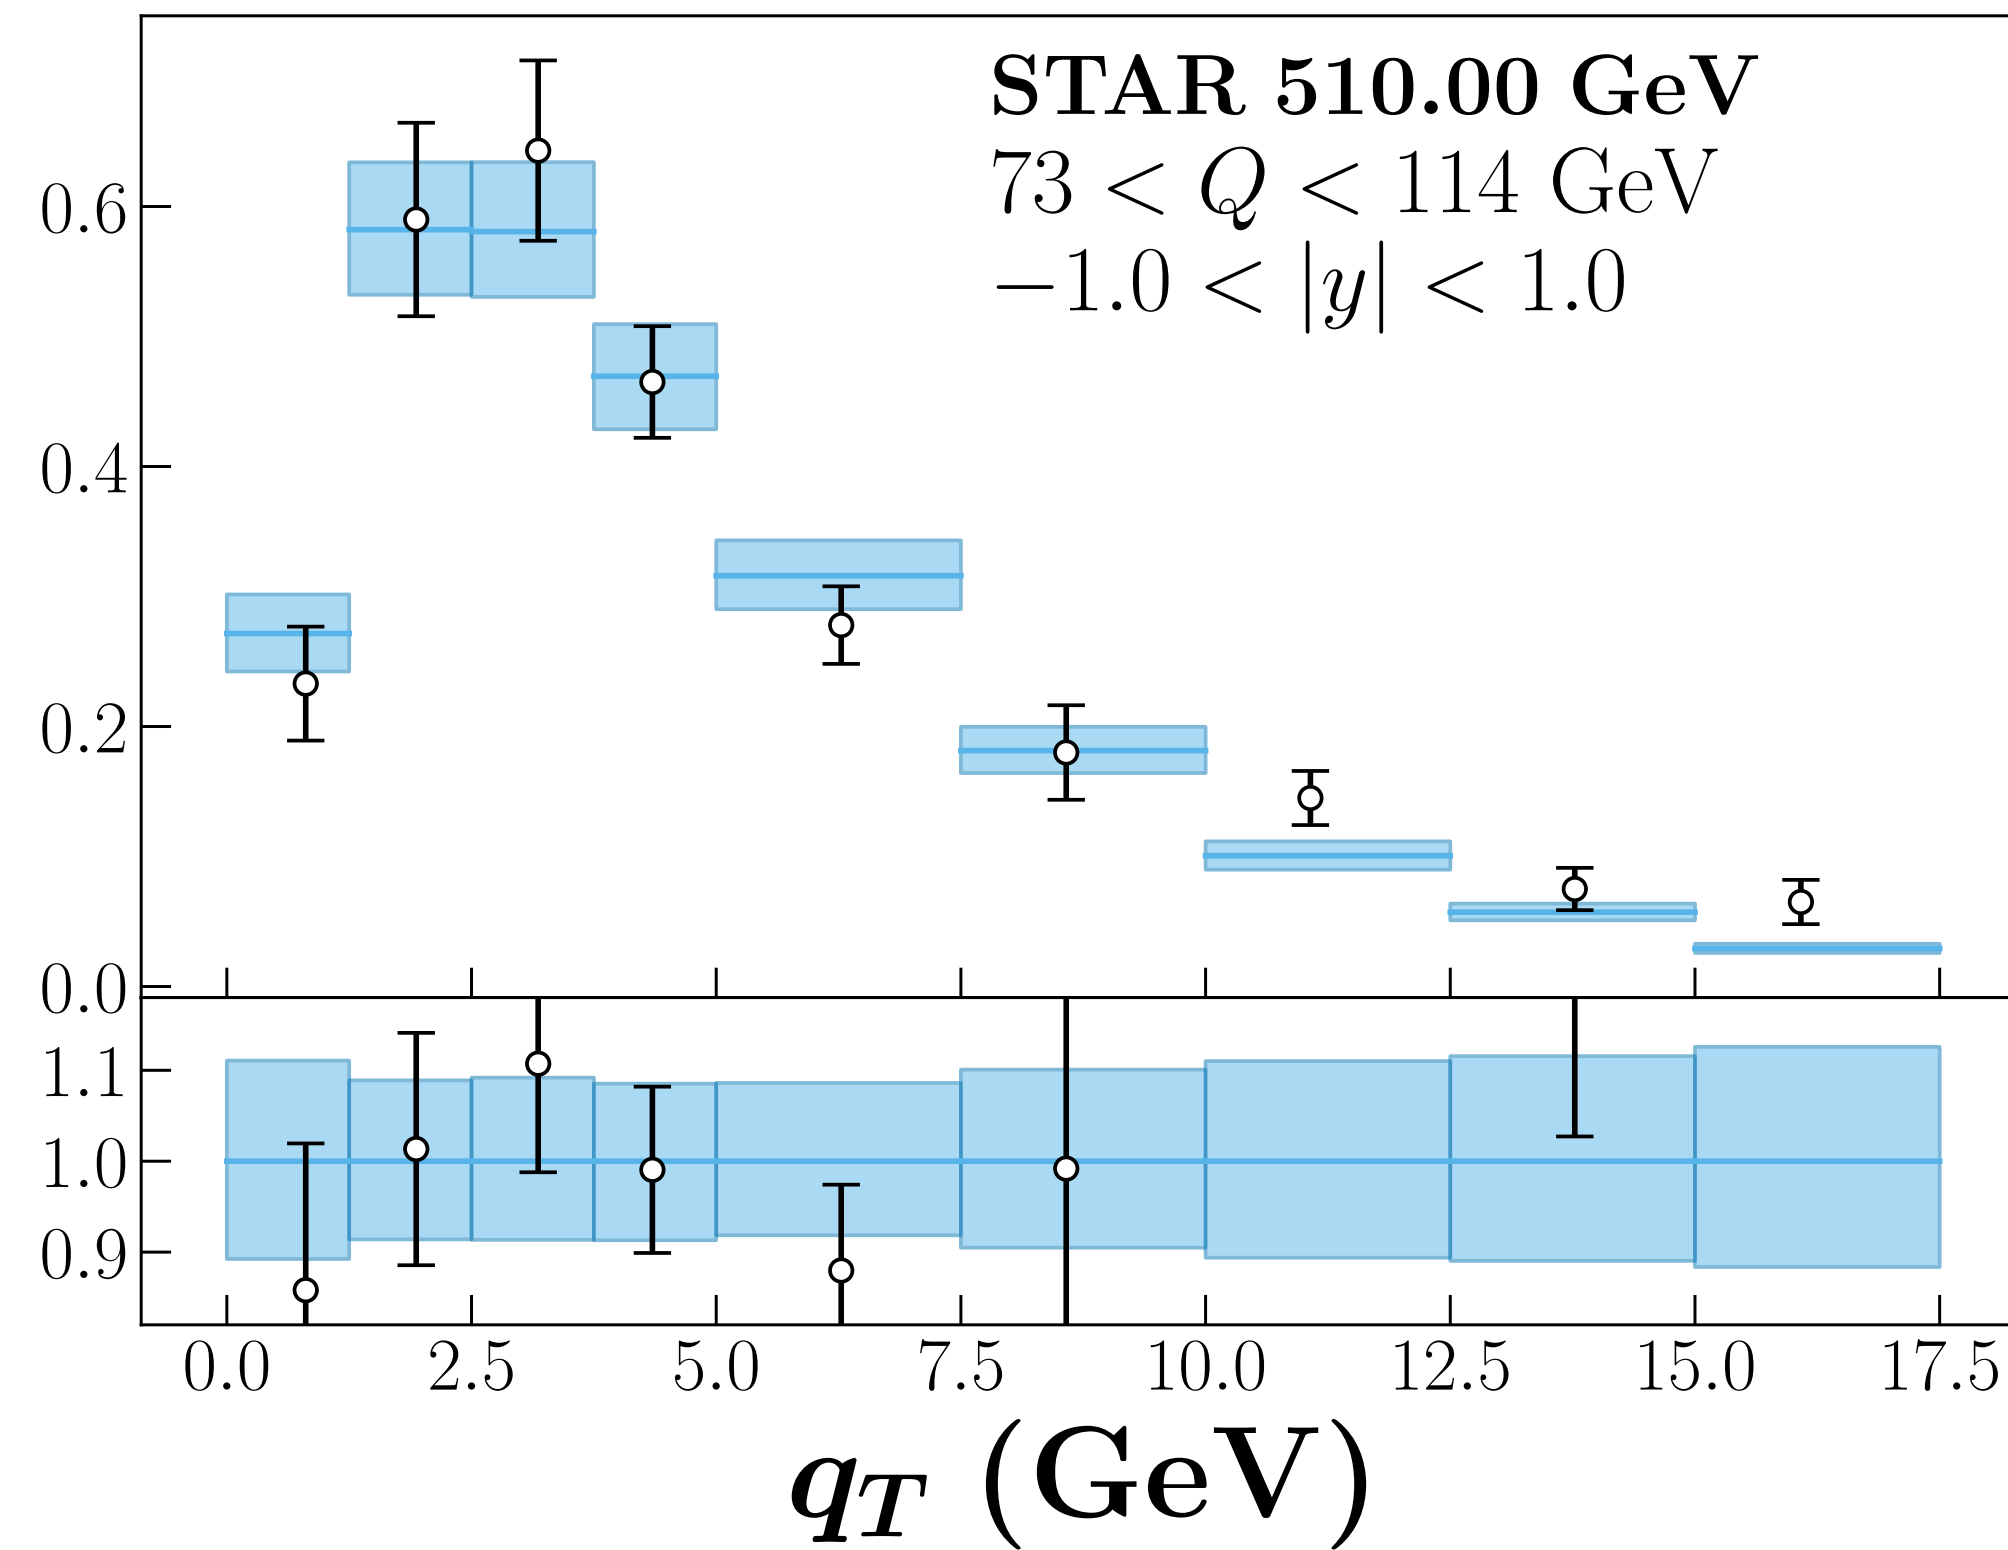 STAR 510.00 GeV
73 < Q < 114 GeV
−1.0 < |y| < 1.0
0.6
0.4
0.2
0.0
1.1
1.0
0.9
0.0 2.5 5.0 7.5 10.0 12.5 15.0 17.5
q_T (GeV)